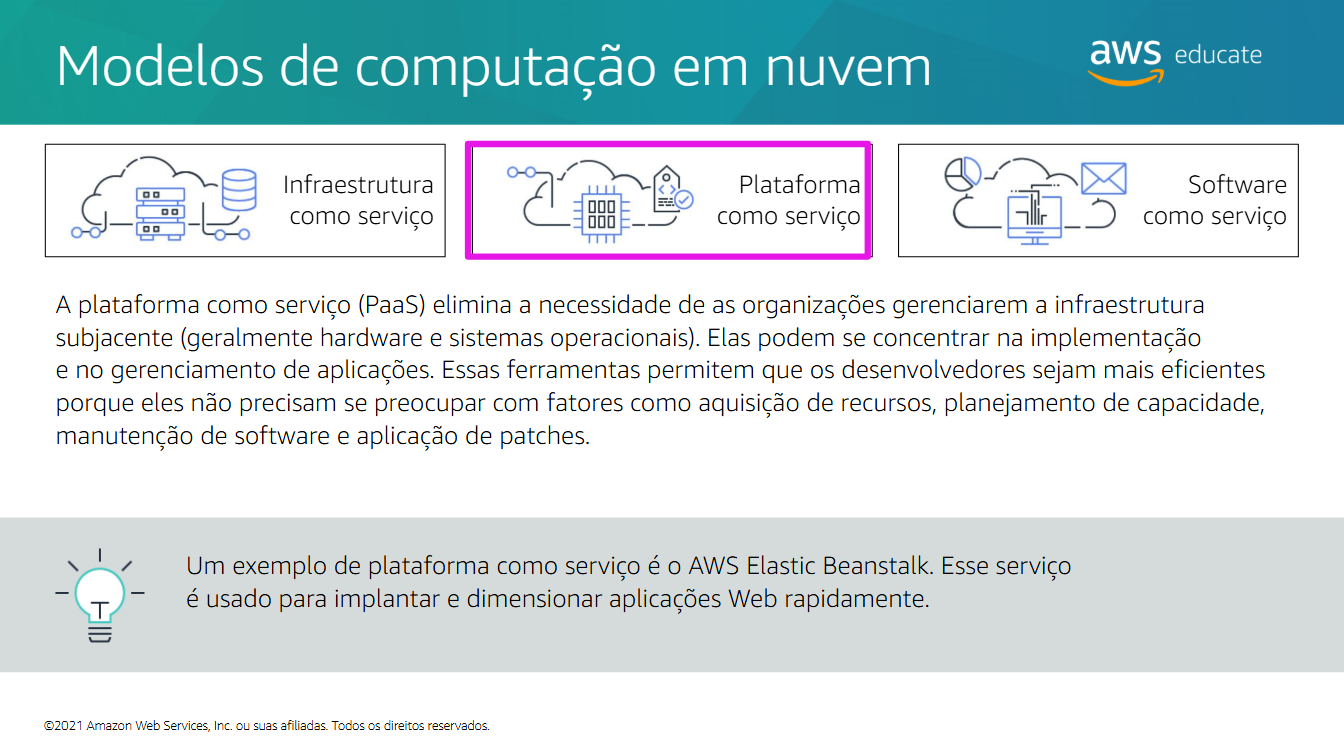 Modelos de computação em nuvem
aws educate
Infraestrutura
como serviço
Plataforma
como serviço
Software
como serviço
A plataforma como serviço (PaaS) elimina a necessidade de as organizações gerenciarem a infraestrutura
subjacente (geralmente hardware e sistemas operacionais). Elas podem se concentrar na implementação
e no gerenciamento de aplicações. Essas ferramentas permitem que os desenvolvedores sejam mais eficientes
porque eles não precisam se preocupar com fatores como aquisição de recursos, planejamento de capacidade,
manutenção de software e aplicação de patches.
Um exemplo de plataforma como serviço é o AWS Elastic Beanstalk. Esse serviço
é usado para implantar e dimensionar aplicações Web rapidamente.
©2021 Amazon Web Services, Inc. ou suas afiliadas. Todos os direitos reservados.